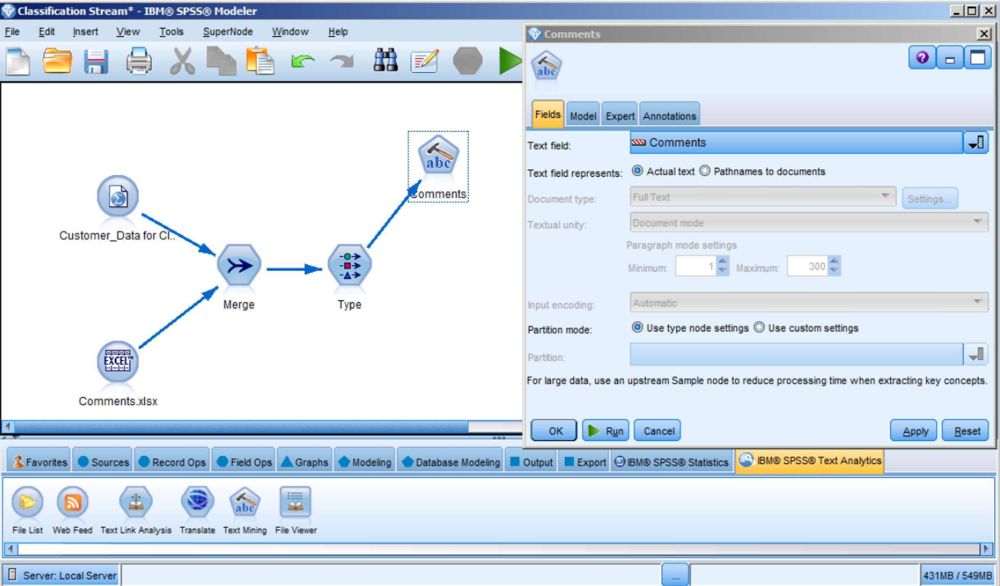 Classification Stream* - IBM® SPSS® Modeler
File Edit Insert View Tools SuperNode Window Help
Customer_Data for Cl..
Comments.xlsx
EXCEL™
Merge
Type
abc
Comments
Comments
abc
Fields Model Expert Annotations
Text field: Comments
Text field represents: Actual text Pathnames to documents
Document type: Full Text Settings...
Textual unity: Document mode
Paragraph mode settings
Minimum: 1 Maximum: 300
Input encoding: Automatic
Partition mode: Use type node settings Use custom settings
Partition:
For large data, use an upstream Sample node to reduce processing time when extracting key concepts.
OK Run Cancel Apply Reset
Favorites Sources Record Ops Field Ops Graphs Modeling Database Modeling Output Export IBM® SPSS® Statistics IBM® SPSS® Text Analytics
abc
File List Web Feed Text Link Analysis Translate Text Mining File Viewer
Server: Local Server ... 431MB / 549MB